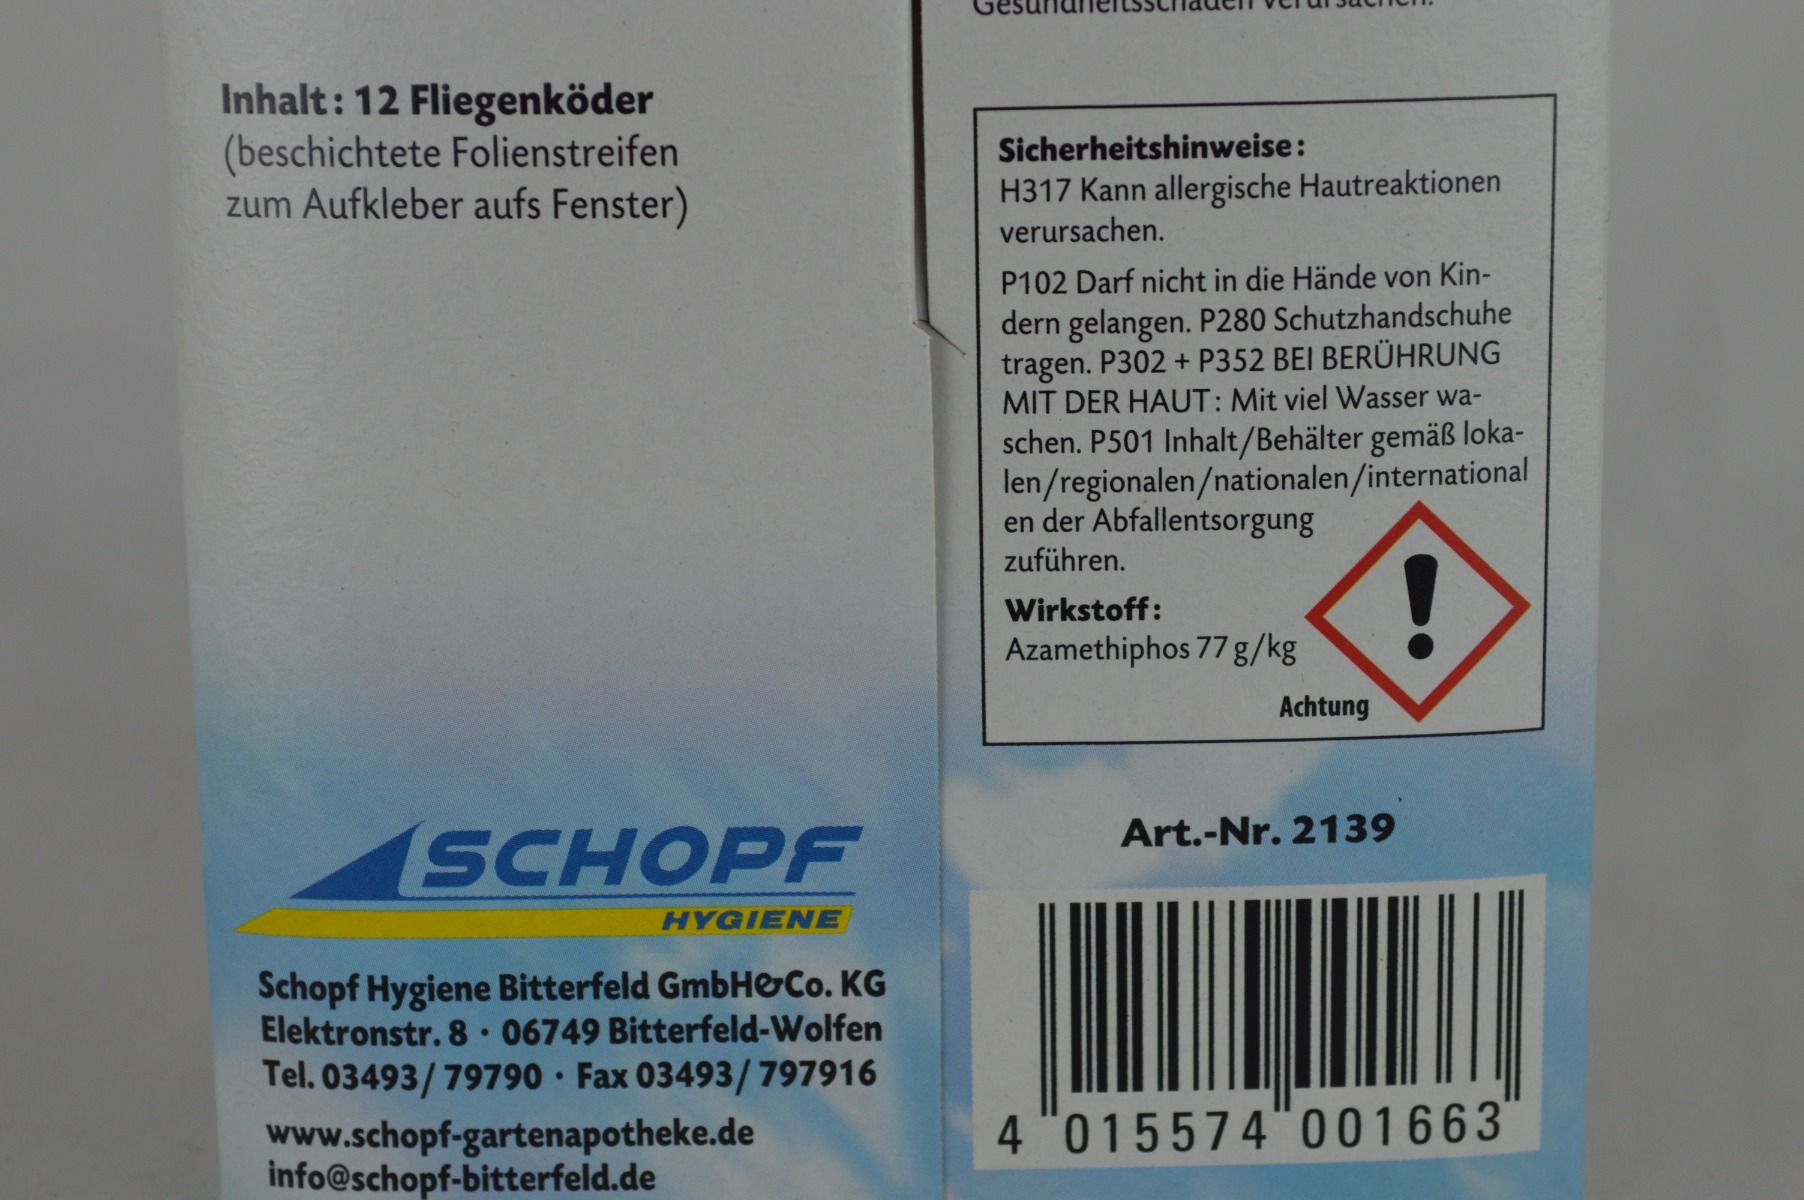 Inhalt: 12 Fliegenköder
(beschichtete Folienstreifen
zum Aufkleber aufs Fenster)
SCHOPF
HYGIENE
Schopf Hygiene Bitterfeld GmbH&Co. KG
Elektronstr. 8 · 06749 Bitterfeld-Wolfen
Tel. 03493/ 79790 · Fax 03493/ 797916
www.schopf-gartenapotheke.de
info@schopf-bitterfeld.de
Gesundheitsschäden verursachen.
Sicherheitshinweise:
H317 Kann allergische Hautreaktionen
verursachen.
P102 Darf nicht in die Hände von Kin-
dern gelangen. P280 Schutzhandschuhe
tragen. P302 + P352 BEI BERÜHRUNG
MIT DER HAUT: Mit viel Wasser wa-
schen. P501 Inhalt/Behälter gemäß loka-
len/regionalen/nationalen/international
en der Abfallentsorgung
zuführen.
Wirkstoff:
Azamethiphos 77 g/kg
Achtung
Art.-Nr. 2139
4 015574 001663